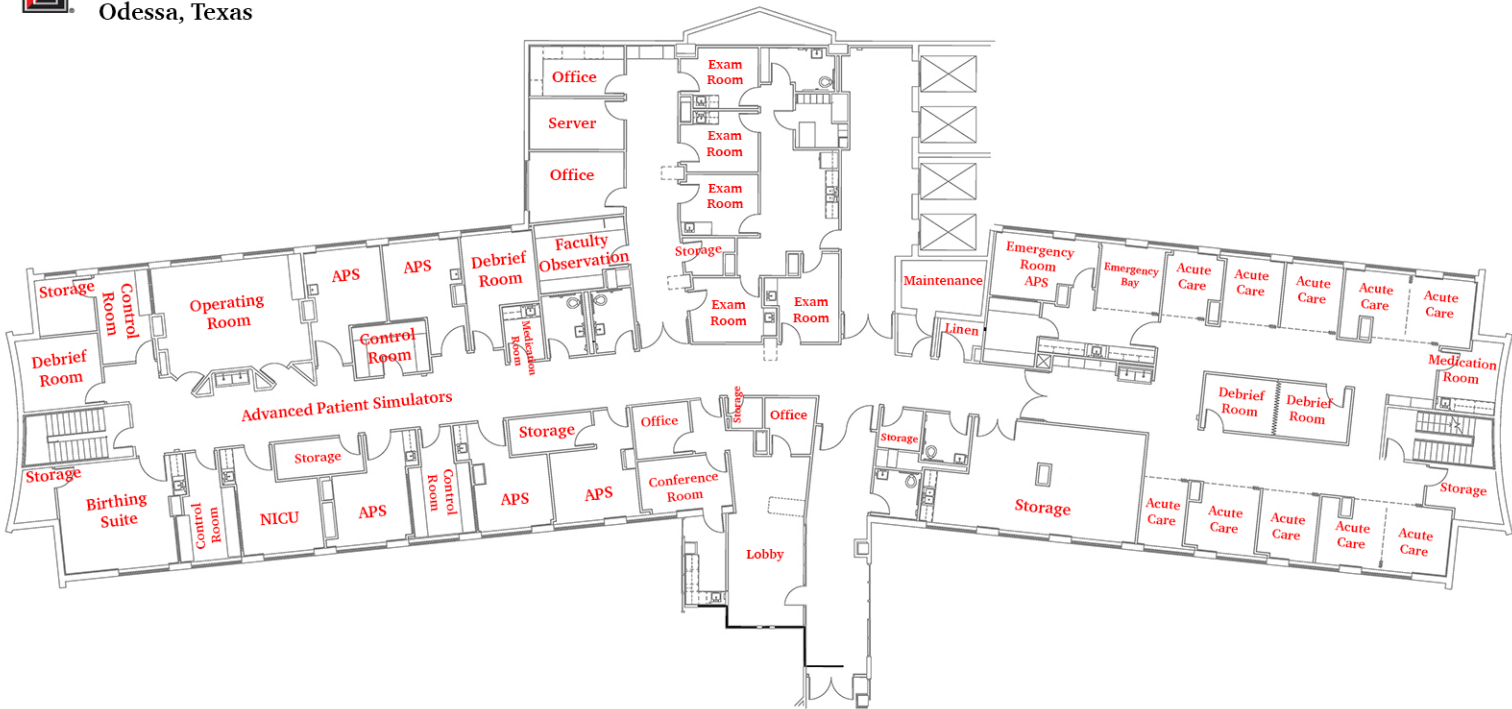 Odessa, Texas
®
Office
Exam
Room
Server
Exam
Room
Office
Exam
Room
Faculty
Observation
Storage
Debrief
Room
APS
APS
Operating
Room
Control
Room
Storage
Debrief
Room
Control
Room
Medication
Room
Exam
Room
Exam
Room
Maintenance
Linen
Emergency
Room
APS
Emergency
Bay
Acute
Care
Acute
Care
Acute
Care
Acute
Care
Acute
Care
Medication
Room
Debrief
Room
Debrief
Room
Advanced Patient Simulators
Storage
Office
Office
Storage
Storage
Storage
Storage
Birthing
Suite
Control
Room
NICU
APS
Control
Room
APS
APS
Conference
Room
Lobby
Storage
Storage
Acute
Care
Acute
Care
Acute
Care
Acute
Care
Acute
Care